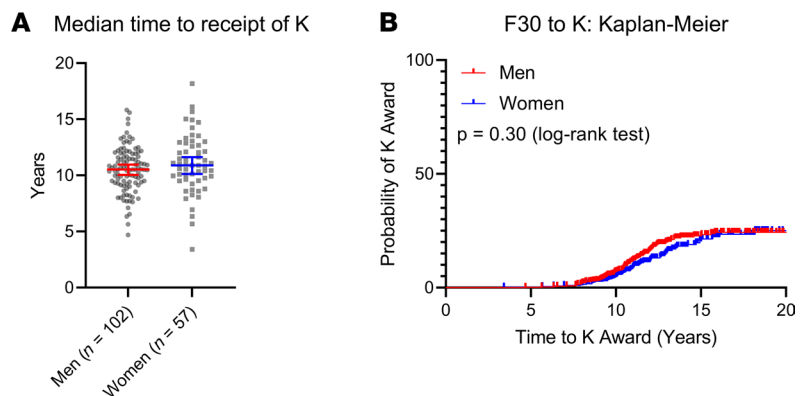 A
Median time to receipt of K
20
15
10
5
0
Years
Men (n = 102)
Women (n = 57)
B
F30 to K: Kaplan-Meier
100
50
0
Probability of K Award
Men
Women
p = 0.30 (log-rank test)
0
5
10
15
20
Time to K Award (Years)